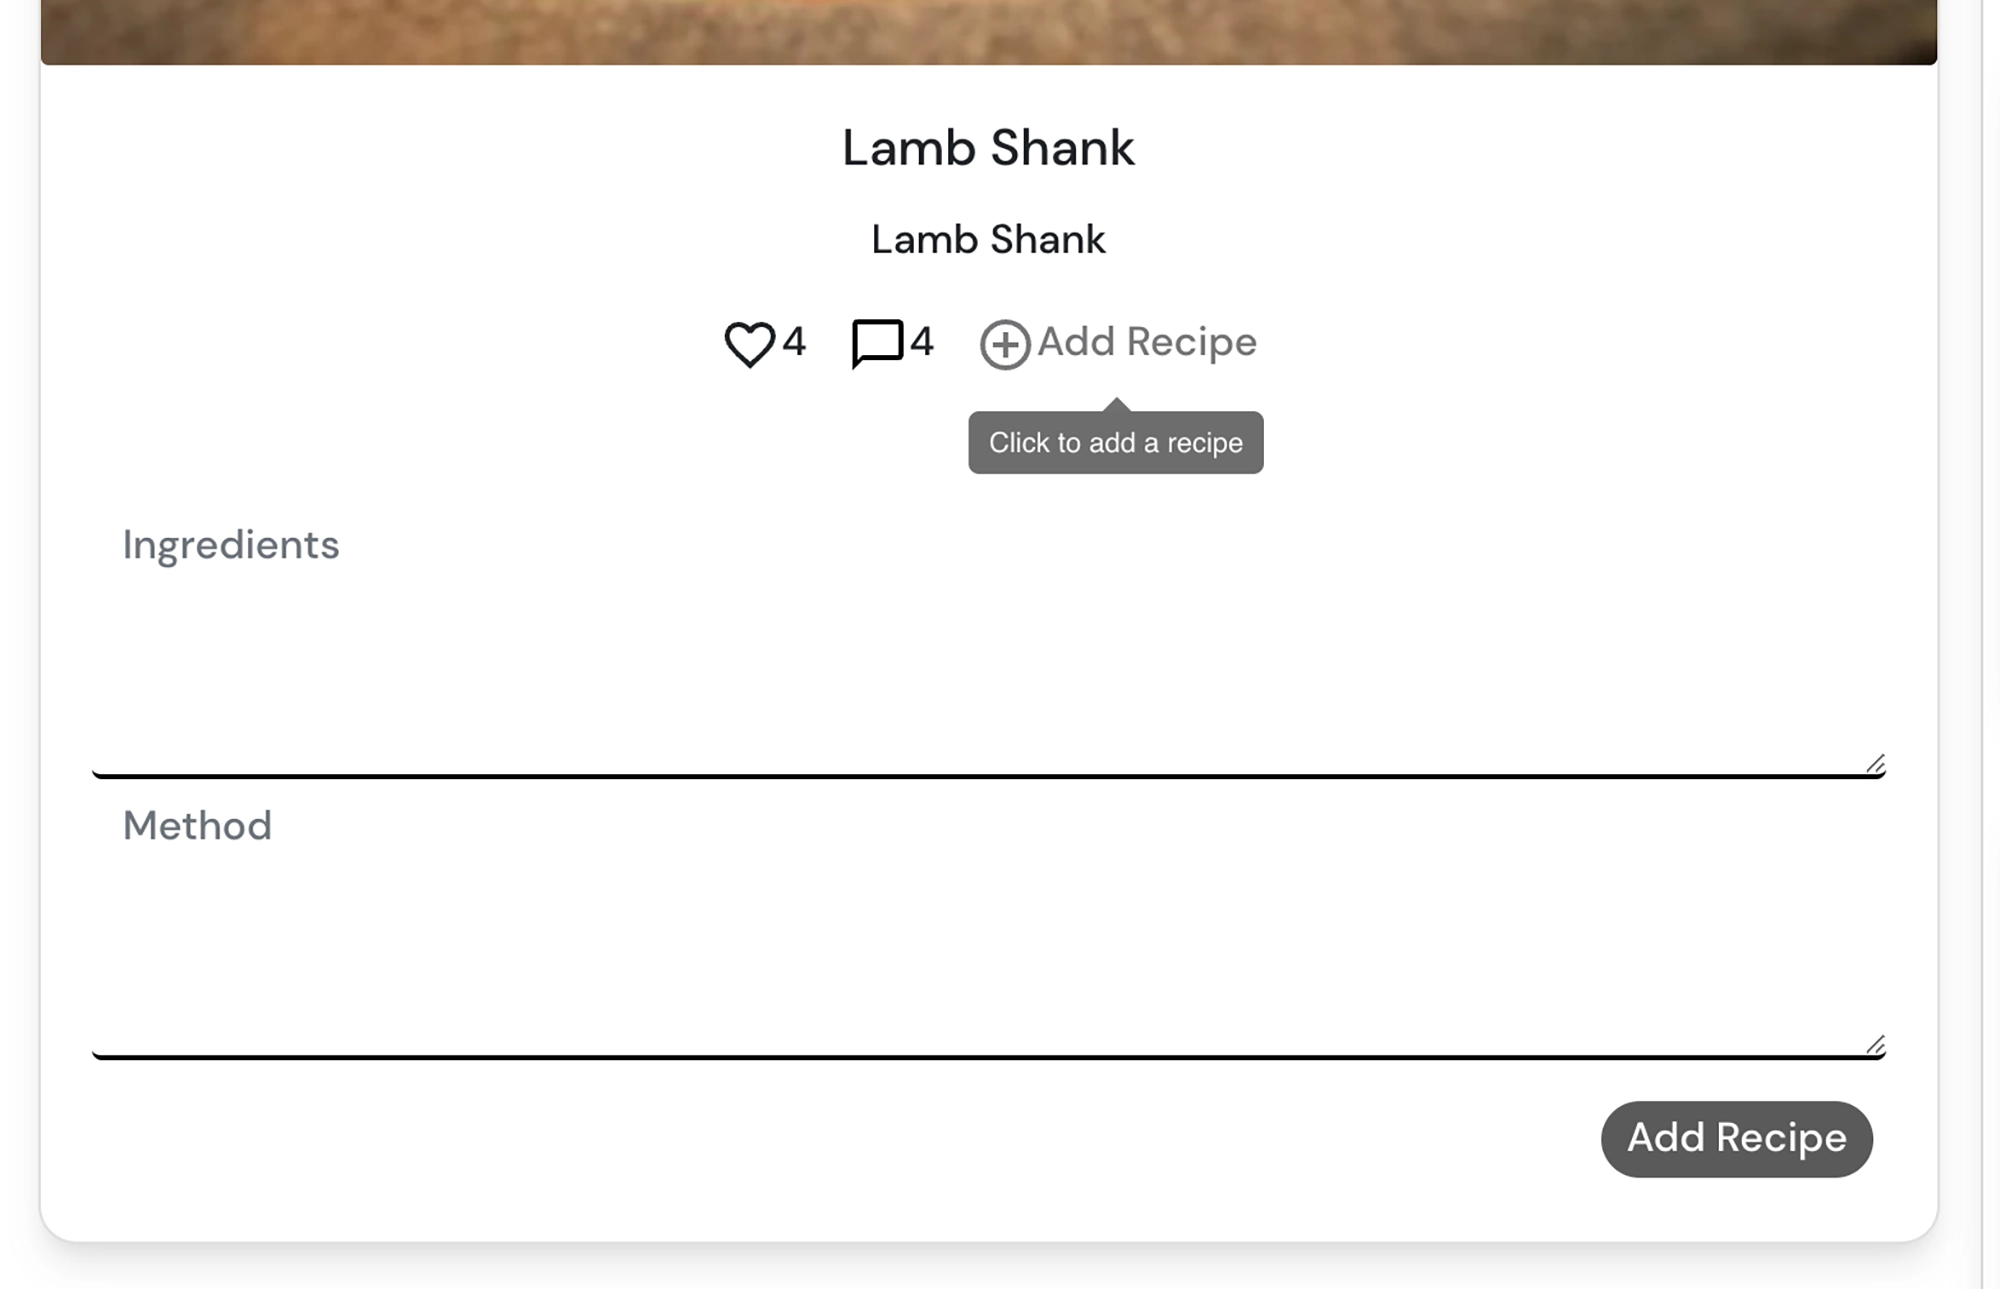 Lamb Shank
Lamb Shank
4 4 Add Recipe
Click to add a recipe
Ingredients
Method
Add Recipe